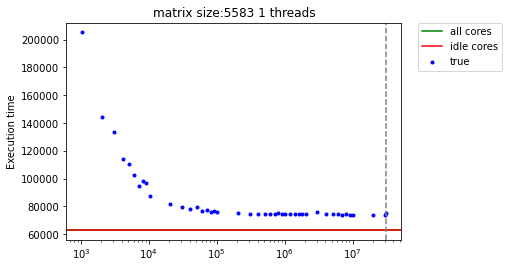 matrix size:5583 1 threads
200000
180000
160000
140000
120000
100000
80000
60000
Execution time
10³
10⁴
10⁵
10⁶
10⁷
all cores
idle cores
true